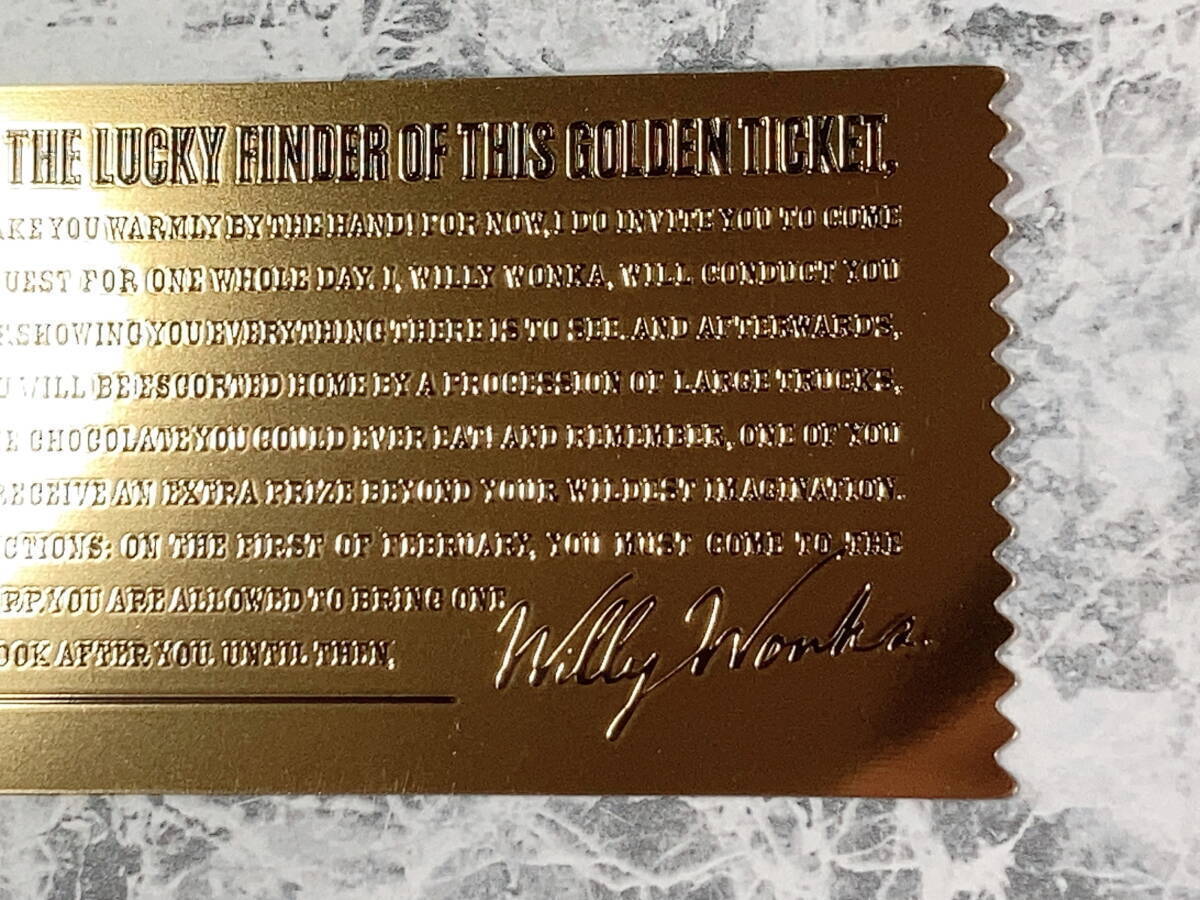 THE LUCKY FINDER OF THIS GOLDEN TICKET,
AKE YOU WARMLY BY THE HAND! FOR NOW, I DO INVITE YOU TO COME
UEST FOR ONE WHOLE DAY. I, WILLY WONKA, WILL CONDUCT YOU
SHOWING YOU EVERYTHING THERE IS TO SEE. AND AFTERWARDS,
U WILL BE ESCORTED HOME BY A PROCESSION OF LARGE TRUCKS,
E CHOCOLATE YOU COULD EVER EAT! AND REMEMBER, ONE OF YOU
RECEIVE AN EXTRA PRIZE BEYOND YOUR WILDEST IMAGINATION.
CTIONS: ON THE FIRST OF FEBRUARY, YOU MUST COME TO THE
RP. YOU ARE ALLOWED TO BRING ONE
OOK AFTER YOU. UNTIL THEN,
Willy Wonka.